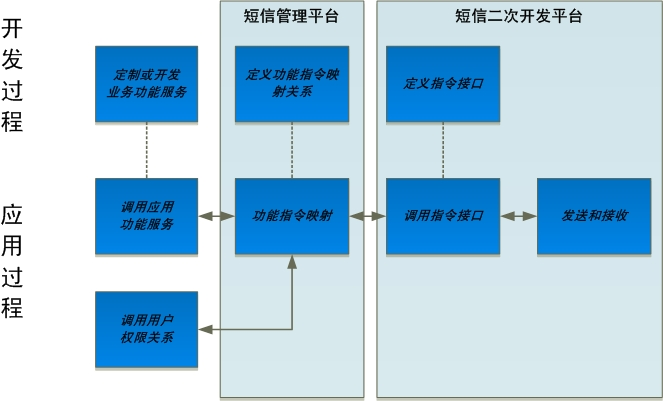 短信管理平台
短信二次开发平台
开
发
过
程
定制或开发
业务功能服务
定义功能指令映
射关系
定义指令接口
应
用
过
程
调用应用
功能服务
功能指令映射
调用指令接口
发送和接收
调用用户
权限关系